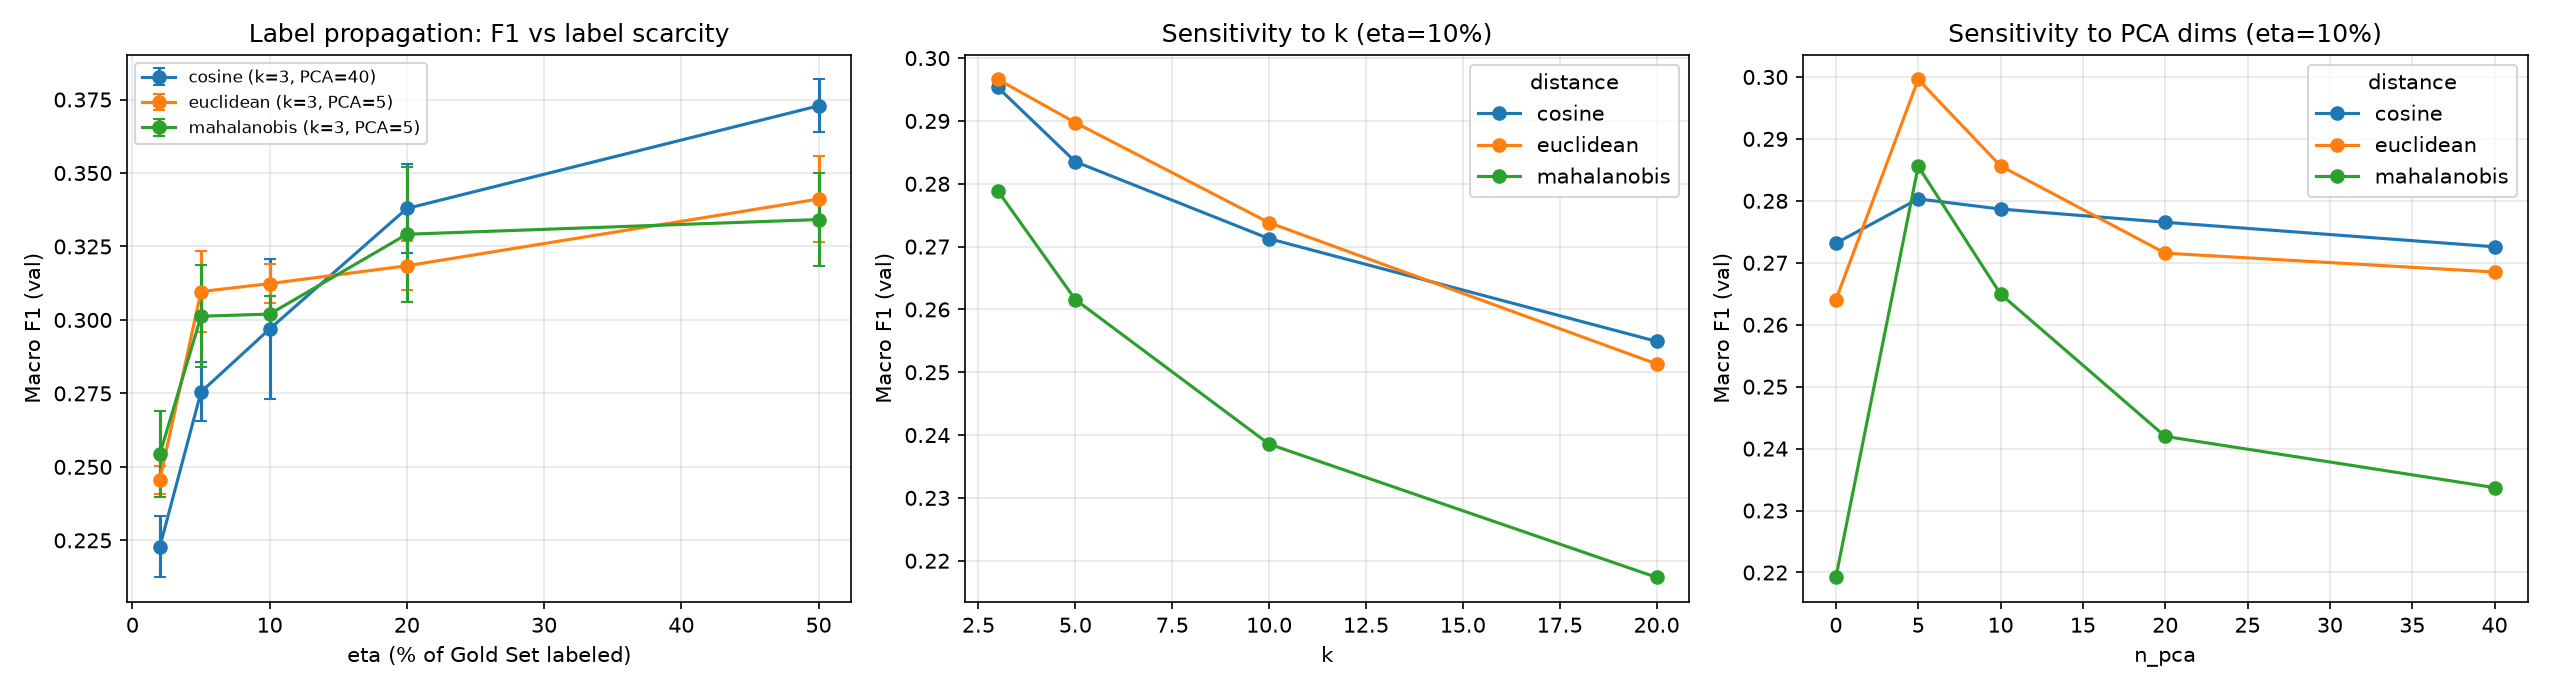 Label propagation: F1 vs label scarcity
cosine (k=3, PCA=40)
euclidean (k=3, PCA=5)
mahalanobis (k=3, PCA=5)
0.375
0.350
0.325
0.300
0.275
0.250
0.225
Macro F1 (val)
0 10 20 30 40 50
eta (% of Gold Set labeled)
Sensitivity to k (eta=10%)
distance
cosine
euclidean
mahalanobis
0.30
0.29
0.28
0.27
0.26
0.25
0.24
0.23
0.22
Macro F1 (val)
2.5 5.0 7.5 10.0 12.5 15.0 17.5 20.0
k
Sensitivity to PCA dims (eta=10%)
distance
cosine
euclidean
mahalanobis
0.30
0.29
0.28
0.27
0.26
0.25
0.24
0.23
0.22
Macro F1 (val)
0 5 10 15 20 25 30 35 40
n_pca